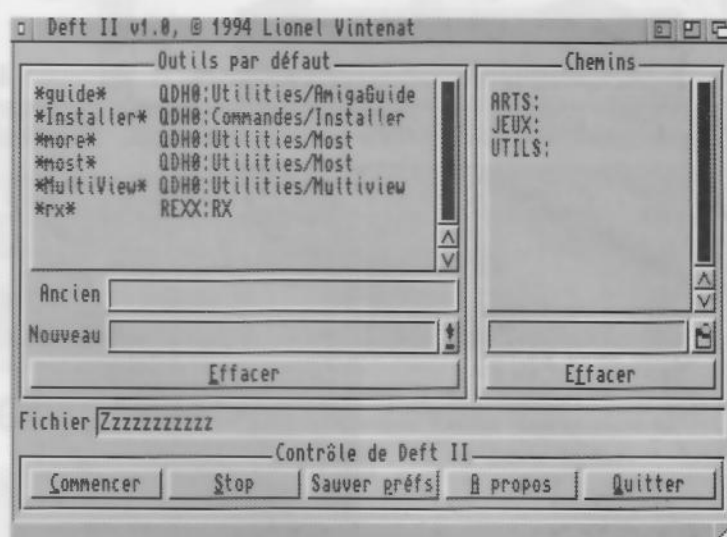 Deft II v1.0, © 1994 Lionel Vintenat
Outils par défaut
*guide* QDH0:Utilities/AmigaGuide
*Installer* QDH0:Commandes/Installer
*more* QDH0:Utilities/Most
*most* QDH0:Utilities/Most
*MultiView* QDH0:Utilities/Multiview
*rx* REXX:RX
Ancien
Nouveau
Effacer
Chemins
ARTS:
JEUX:
UTILS:
Effacer
Fichier Zzzzzzzzzzz
Contrôle de Deft II
Commencer Stop Sauver préfs A propos Quitter